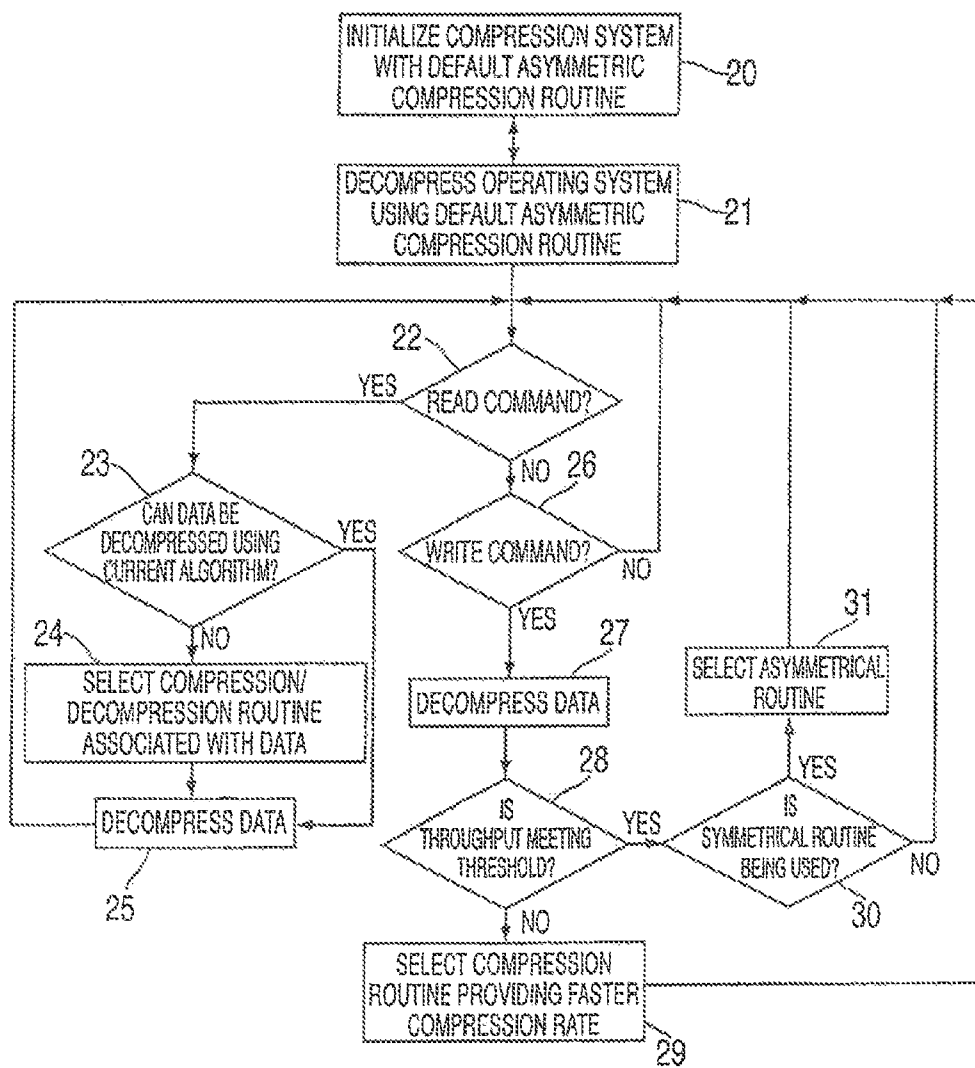 INITIALIZE COMPRESSION SYSTEM
WITH DEFAULT ASYMMETRIC
COMPRESSION ROUTINE
20
DECOMPRESS OPERATING SYSTEM
USING DEFAULT ASYMMETRIC
COMPRESSION ROUTINE
21
22
YES
READ COMMAND?
NO
23
CAN DATA BE
DECOMPRESSED USING
CURRENT ALGORITHM?
YES
NO
26
WRITE COMMAND?
NO
YES
24
SELECT COMPRESSION/
DECOMPRESSION ROUTINE
ASSOCIATED WITH DATA
27
DECOMPRESS DATA
31
SELECT ASYMMETRICAL
ROUTINE
YES
DECOMPRESS DATA
25
28
IS
THROUGHPUT MEETING
THRESHOLD?
YES
NO
IS
SYMMETRICAL ROUTINE
BEING USED?
NO
30
SELECT COMPRESSION
ROUTINE PROVIDING FASTER
COMPRESSION RATE
29